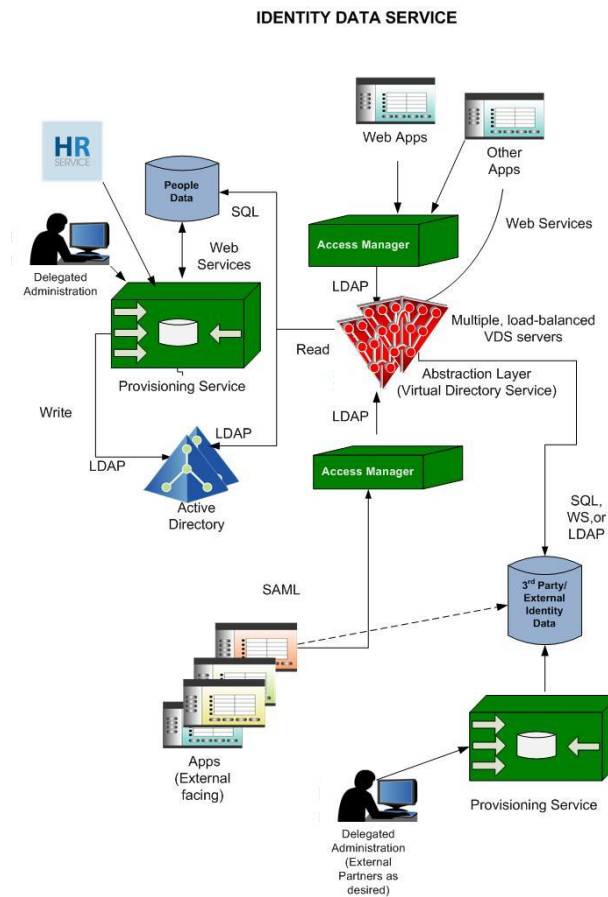 IDENTITY DATA SERVICE
Web Apps
Other
Apps
HR
SERVICE
People
Data
SQL
Web
Services
Delegated
Administration
Access Manager
Web Services
LDAP
Multiple, load-balanced
VDS servers
Read
Abstraction Layer
(Virtual Directory Service)
Provisioning Service
Write
LDAP
LDAP
LDAP
Access Manager
Active
Directory
SQL,
WS,or
LDAP
3rd Party/
External
Identity
Data
SAML
Apps
(External
facing)
Provisioning Service
Delegated
Administration
(External
Partners as
desired)